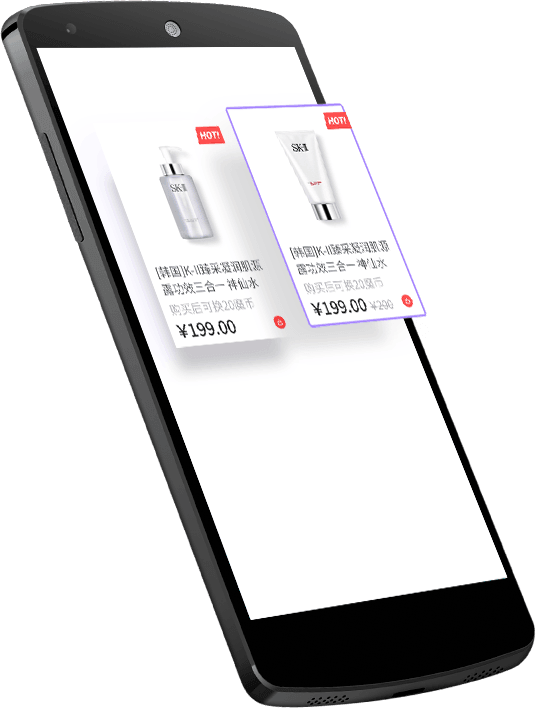 HOT!
SK-II
[韩国]K-II臻采凝润肌源
露功效三合一 神仙水
购买后可换20魔币
¥199.00
HOT!
SK-II
[韩国]K-II臻采凝润肌源
露功效三合一 神仙水
购买后可换20魔币
¥199.00 ¥290